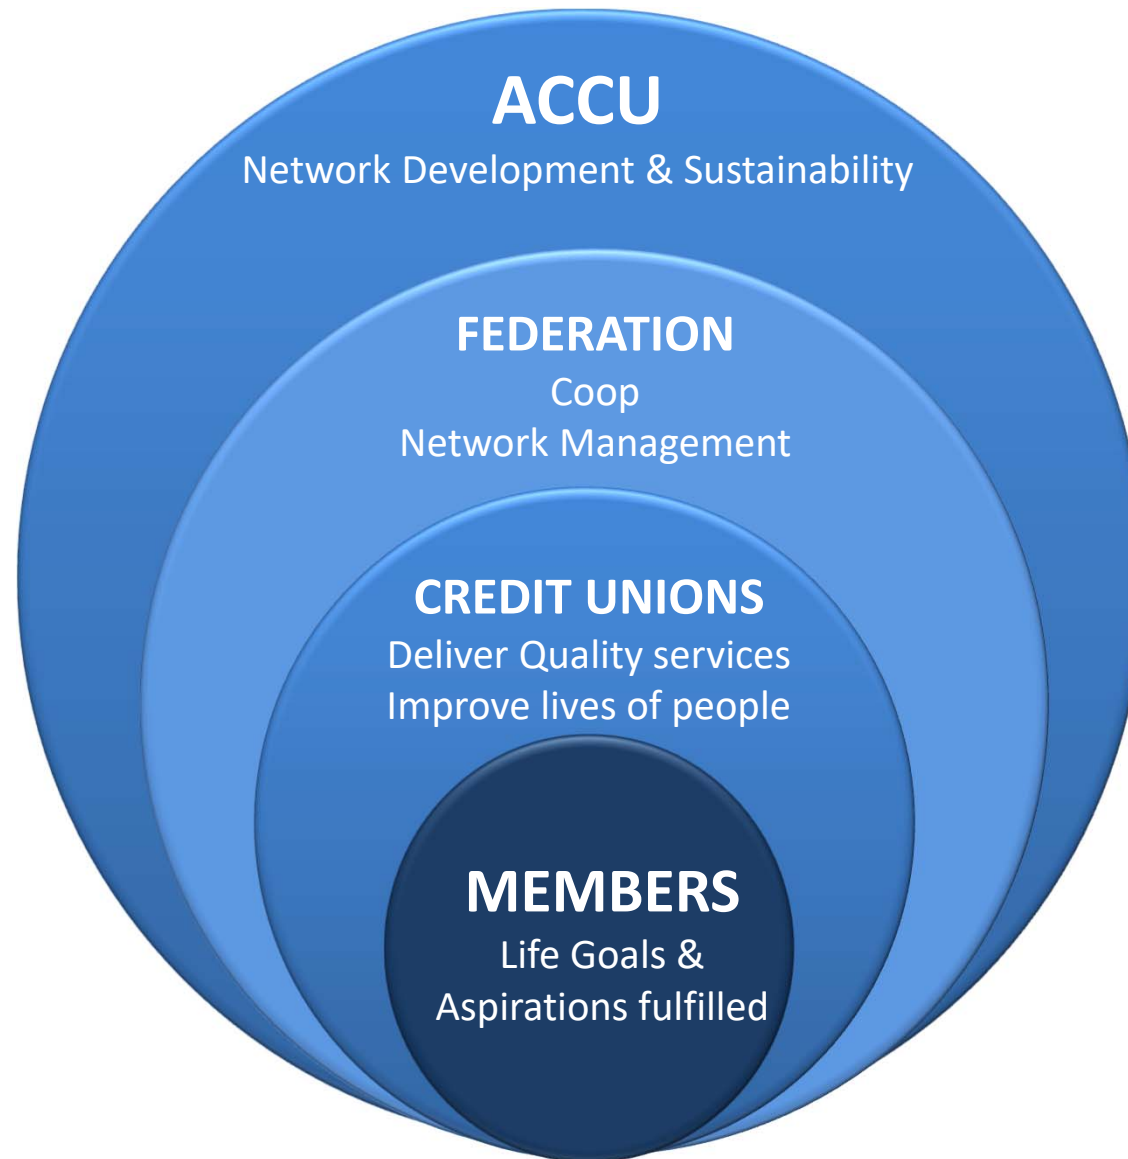 ACCU
Network Development & Sustainability
FEDERATION
Coop
Network Management
CREDIT UNIONS
Deliver Quality services
Improve lives of people
MEMBERS
Life Goals &
Aspirations fulfilled